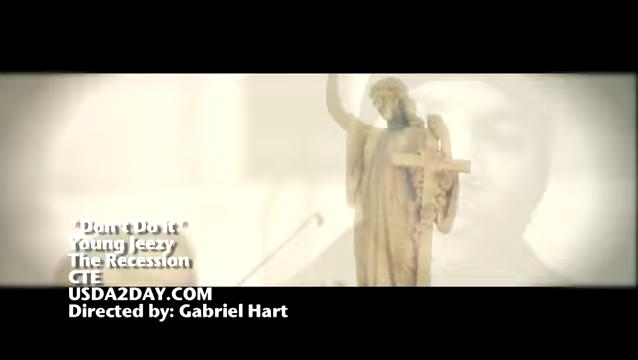 "Don't Do it"
Young Jeezy
The Recession
CTE
USDA2DAY.COM
Directed by: Gabriel Hart